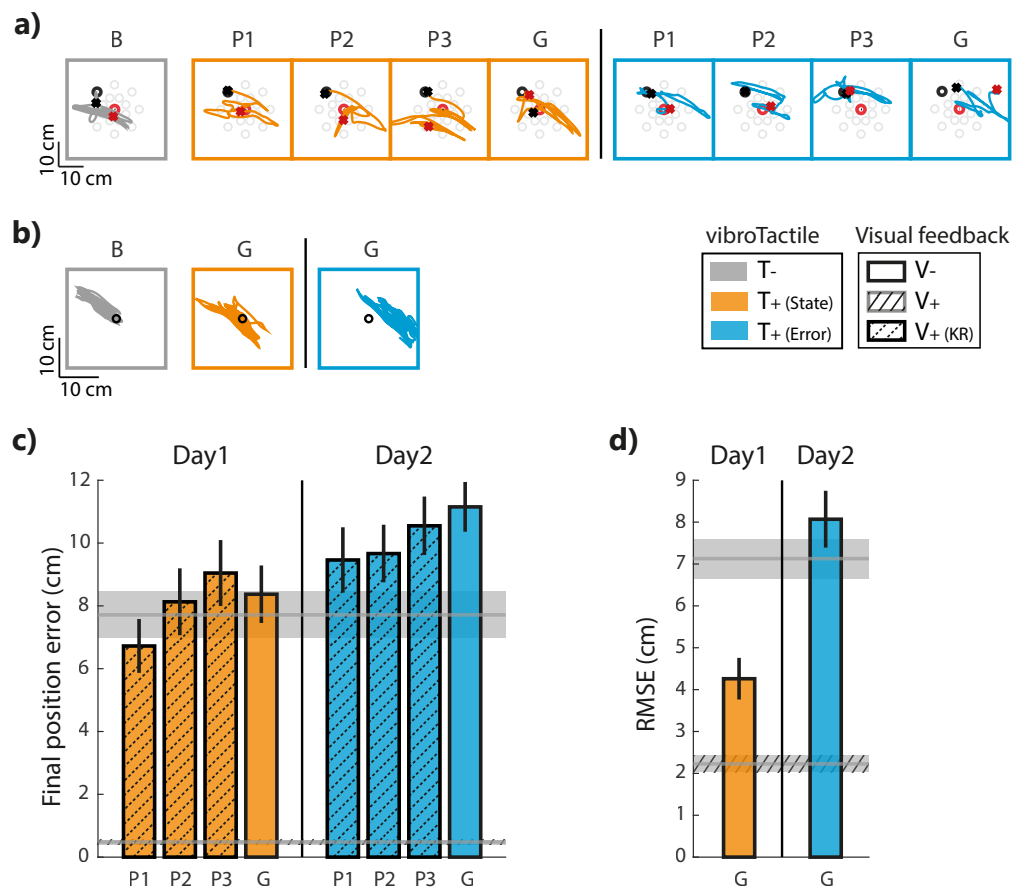 a)
B P1 P2 P3 G P1 P2 P3 G
10 cm
10 cm
b)
B G G
10 cm
10 cm
vibroTactile
T-
T+ (State)
T+ (Error)
Visual feedback
V-
V+
V+ (KR)
c)
Day1 Day2
Final position error (cm)
12
10
8
6
4
2
0
P1 P2 P3 G P1 P2 P3 G
d)
Day1 Day2
RMSE (cm)
9
8
7
6
5
4
3
2
1
0
G G